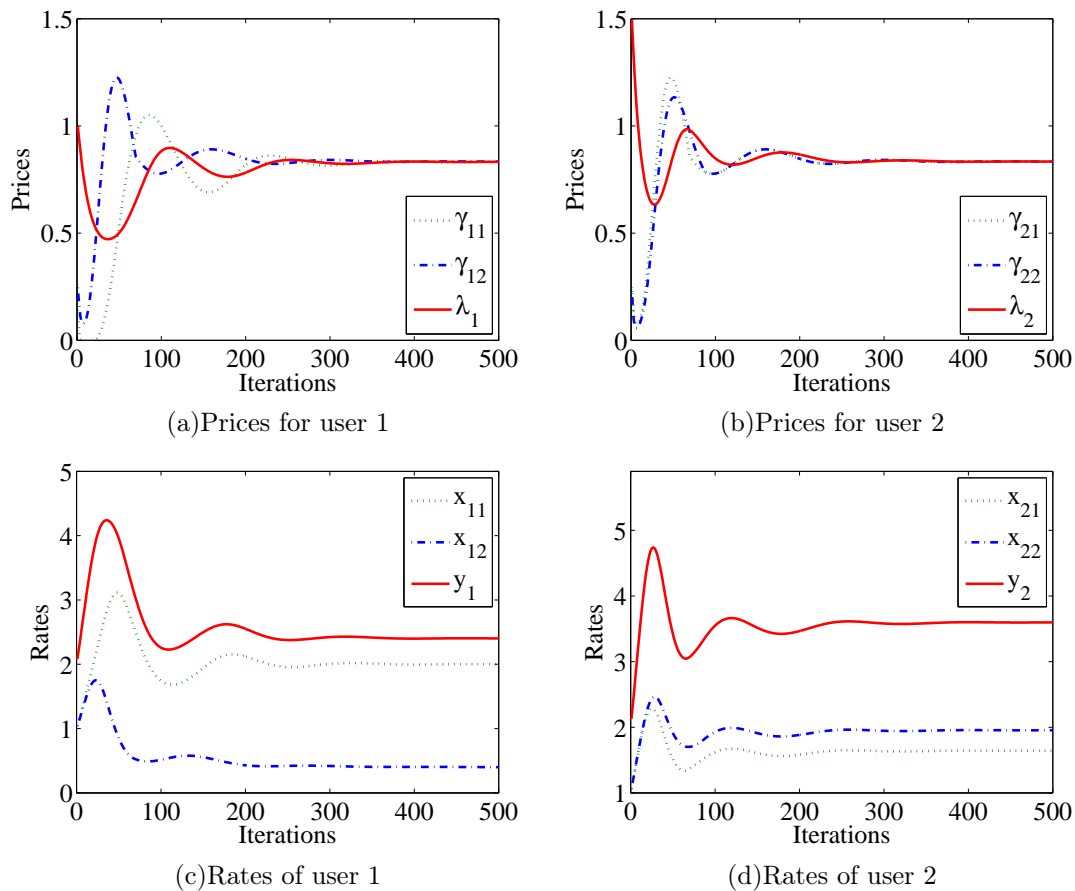 1.5
1
0.5
0
Prices
0
100
200
300
400
500
Iterations
γ11
γ12
λ1
(a)Prices for user 1
1.5
1
0.5
0
Prices
0
100
200
300
400
500
Iterations
γ21
γ22
λ2
(b)Prices for user 2
5
4
3
2
1
0
Rates
0
100
200
300
400
500
Iterations
x11
x12
y1
(c)Rates of user 1
5
4
3
2
1
Rates
0
100
200
300
400
500
Iterations
x21
x22
y2
(d)Rates of user 2